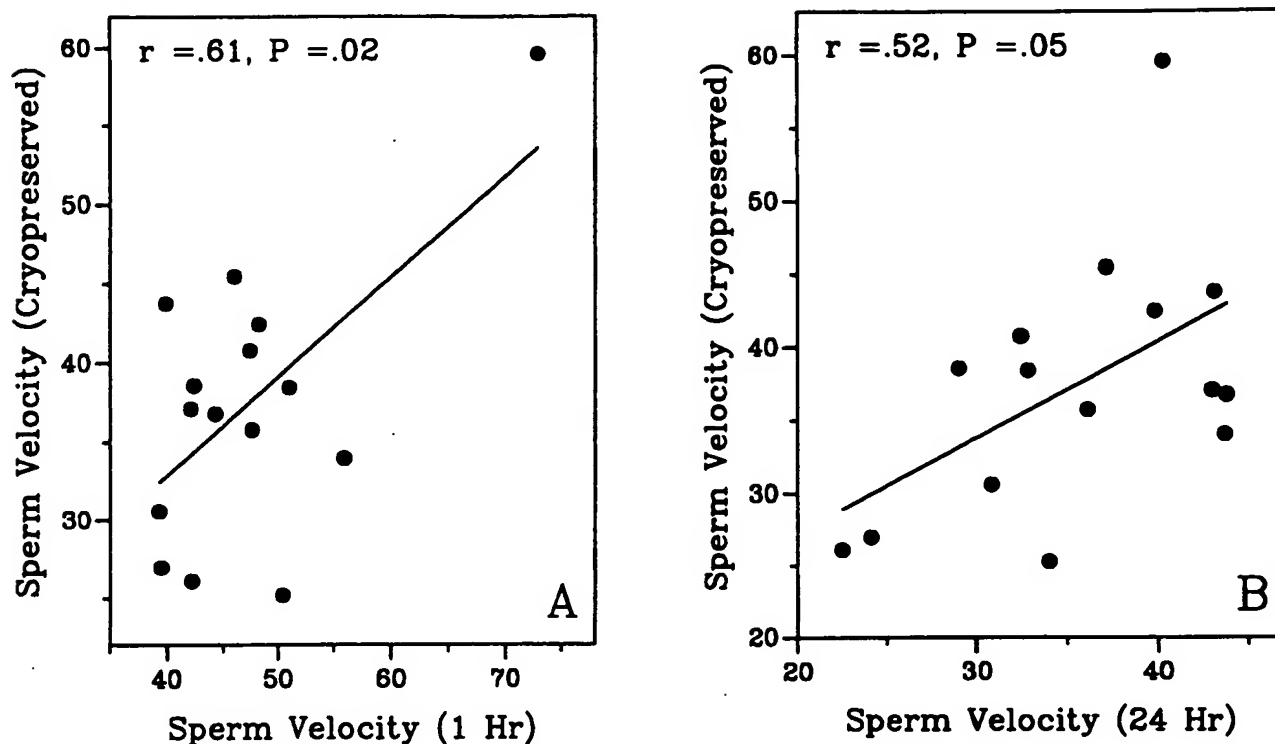 r =.61, P =.02
60
50
40
30
40
50
60
70
Sperm Velocity (Cryopreserved)
Sperm Velocity (1 Hr)
A
r =.52, P =.05
60
50
40
30
20
20
30
40
Sperm Velocity (Cryopreserved)
Sperm Velocity (24 Hr)
B